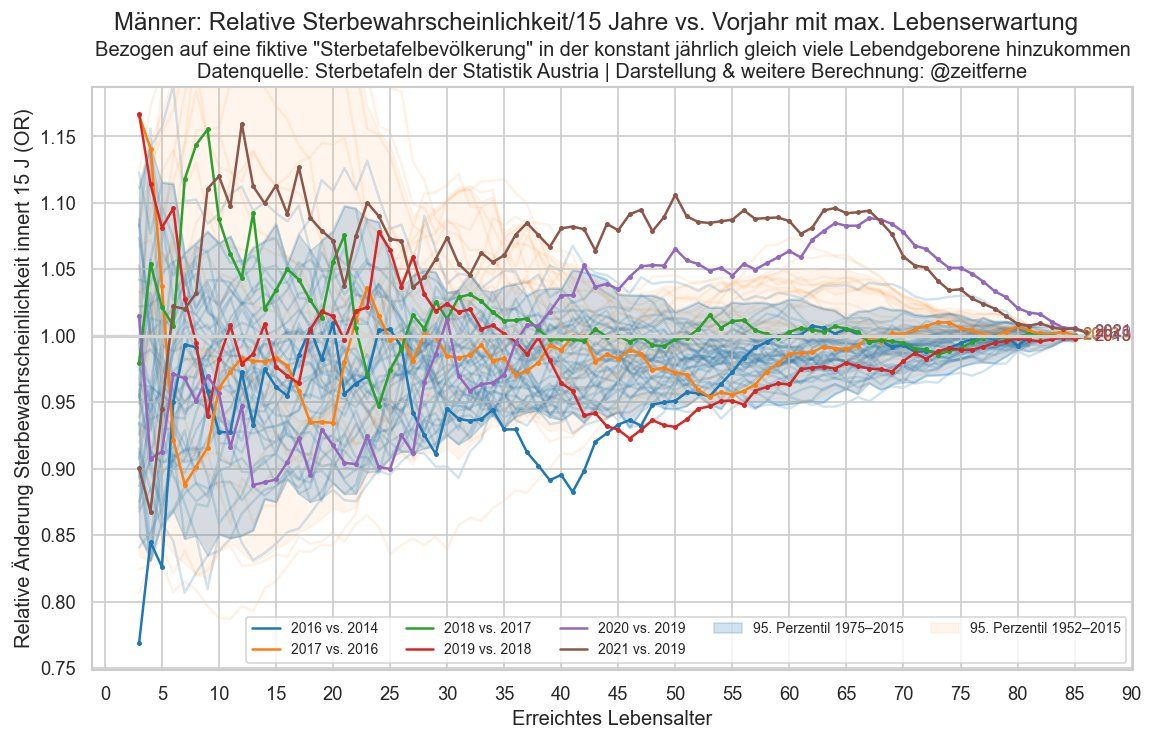 Männer: Relative Sterbewahrscheinlichkeit/15 Jahre vs. Vorjahr mit max. Lebenserwartung
Bezogen auf eine fiktive "Sterbetafelbevölkerung" in der konstant jährlich gleich viele Lebendgeborene hinzukommen
Datenquelle: Sterbetafeln der Statistik Austria | Darstellung & weitere Berechnung: @zeitferne
Relative Änderung Sterbewahrscheinlichkeit innert 15 J (OR)
1.15
1.10
1.05
1.00
0.95
0.90
0.85
0.80
0.75
2021
2016 vs. 2014
2018 vs. 2017
2020 vs. 2019
95. Perzentil 1975–2015
95. Perzentil 1952–2015
2017 vs. 2016
2019 vs. 2018
2021 vs. 2019
0 5 10 15 20 25 30 35 40 45 50 55 60 65 70 75 80 85 90
Erreichtes Lebensalter